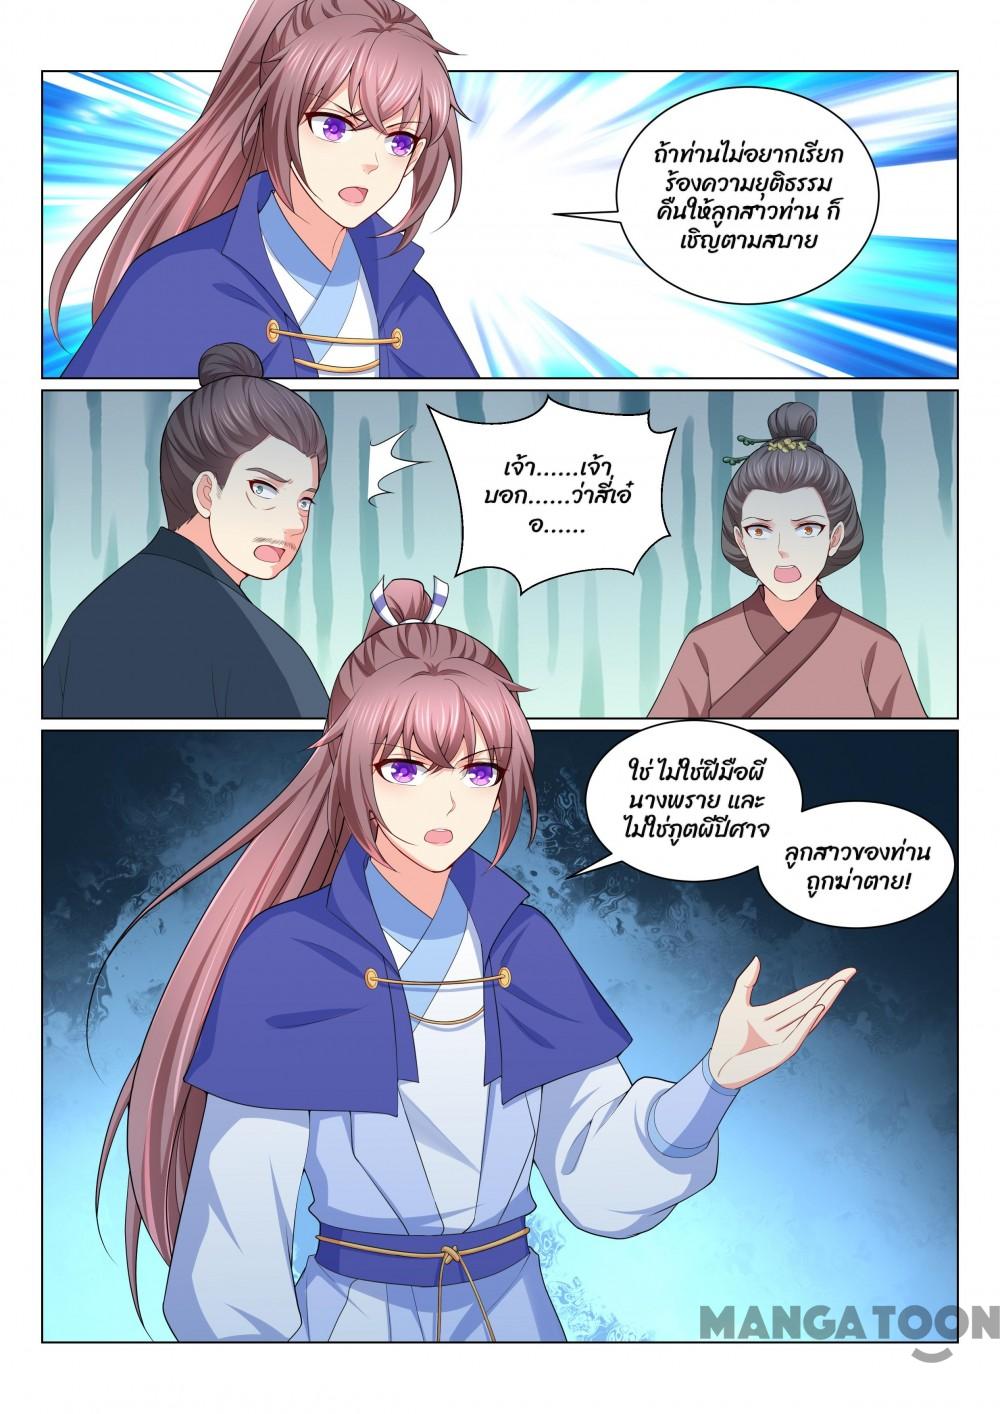 ถ้าท่านไม่อยากเรียก
ร้องความยุติธรรม
คืนให้ลูกสาวท่าน ก็
เชิญตามสบาย
เจ้า......เจ้า
บอก......ว่าสี่เอ๋
อ......
ใช่ ไม่ใช่ฝีมือผี
นางพราย และ
ไม่ใช่ภูตผีปีศาจ
ลูกสาวของท่าน
ถูกฆ่าตาย!
MANGATOON